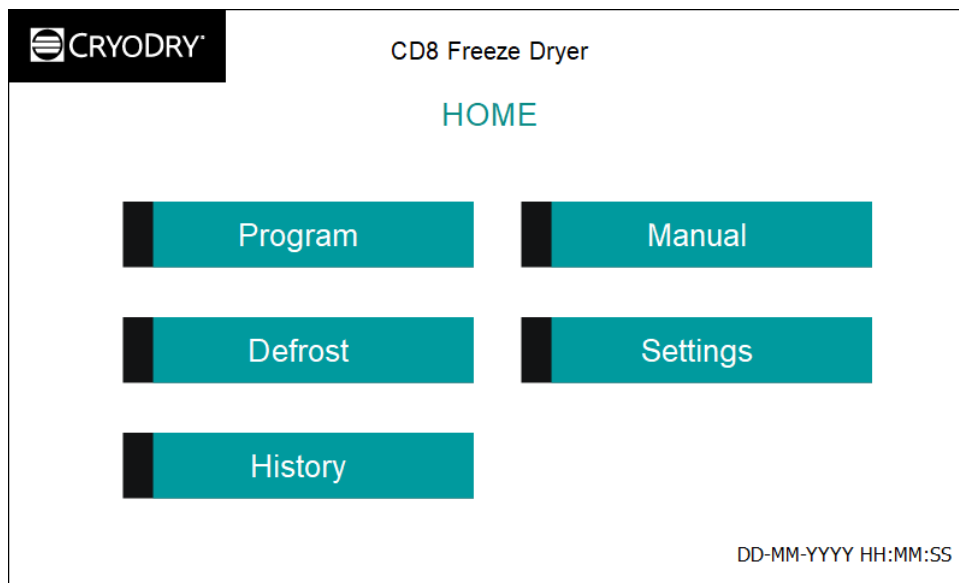 CRYODRY
CD8 Freeze Dryer
HOME
Program
Manual
Defrost
Settings
History
DD-MM-YYYY HH:MM:SS